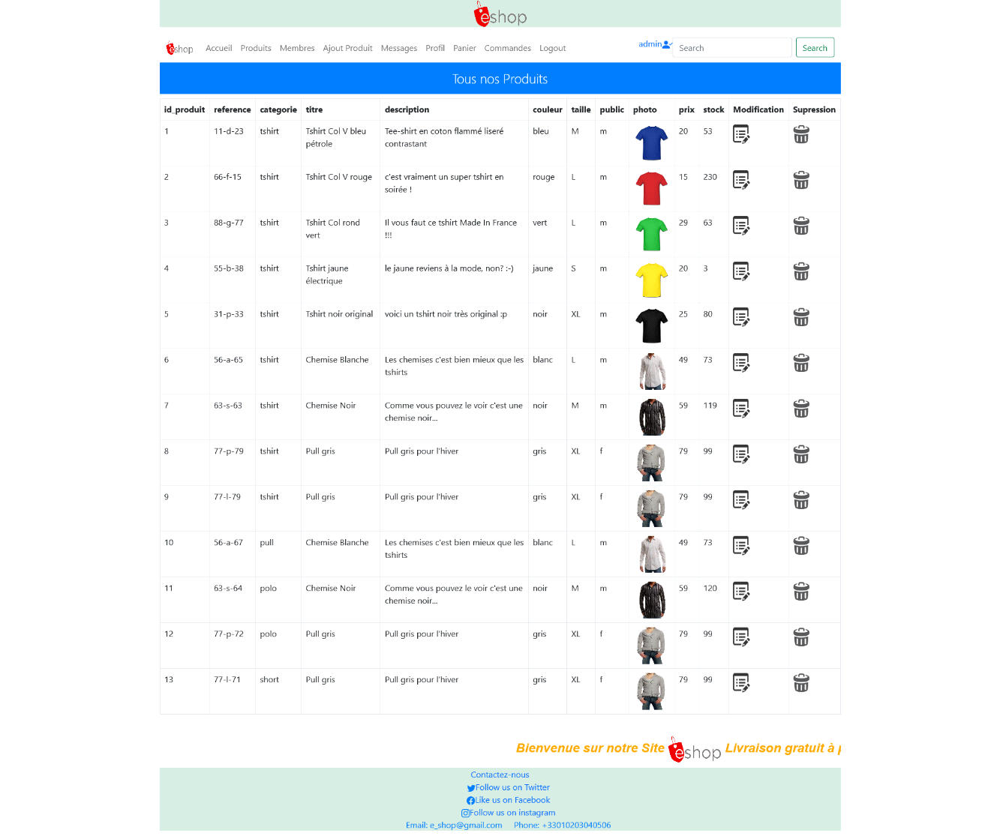 eshop
eshop Accueil Produits Membres Ajout Produit Messages Profil Panier Commandes Logout admin Search Search
Tous nos Produits
id_produit reference categorie titre description couleur taille public photo prix stock Modification Supression
1 11-d-23 tshirt Tshirt Col V bleu Tee-shirt en coton flammé liseré bleu M m 20 53
pétrole contrastant
2 66-f-15 tshirt Tshirt Col V rouge c'est vraiment un super tshirt en rouge L m 15 230
soirée !
3 88-g-77 tshirt Tshirt Col rond Il vous faut ce tshirt Made In France vert L m 29 63
vert !!!
4 55-b-38 tshirt Tshirt jaune le jaune reviens à la mode, non? :-) jaune S m 20 3
électrique
5 31-p-33 tshirt Tshirt noir original voici un tshirt noir très original :p noir XL m 25 80
6 56-a-65 tshirt Chemise Blanche Les chemises c'est bien mieux que les blanc L m 49 73
tshirts
7 63-s-63 tshirt Chemise Noir Comme vous pouvez le voir c'est une noir M m 59 119
chemise noir...
8 77-p-79 tshirt Pull gris Pull gris pour l'hiver gris XL f 79 99
9 77-l-79 tshirt Pull gris Pull gris pour l'hiver gris XL f 79 99
10 56-a-67 pull Chemise Blanche Les chemises c'est bien mieux que les blanc L m 49 73
tshirts
11 63-s-64 polo Chemise Noir Comme vous pouvez le voir c'est une noir M m 59 120
chemise noir...
12 77-p-72 polo Pull gris Pull gris pour l'hiver gris XL f 79 99
13 77-l-71 short Pull gris Pull gris pour l'hiver gris XL f 79 99
Bienvenue sur notre Site eshop Livraison gratuit à
Contactez-nous
Follow us on Twitter
Like us on Facebook
Follow us on instagram
Email: e_shop@gmail.com Phone: +33010203040506